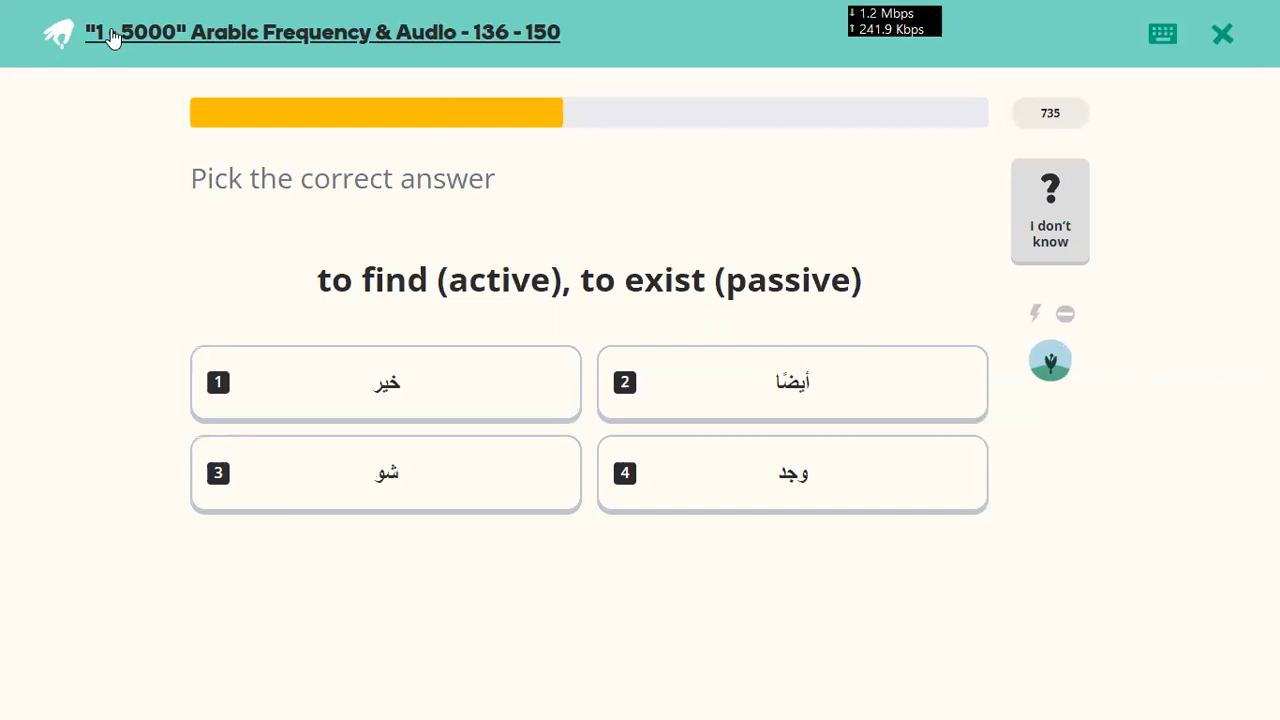 "1 - 5000" Arabic Frequency & Audio - 136 - 150
↓ 1.2 Mbps
↑ 241.9 Kbps
735
Pick the correct answer
?
I don't
know
to find (active), to exist (passive)
1 خير
2 أيضًا
3 شو
4 وجد